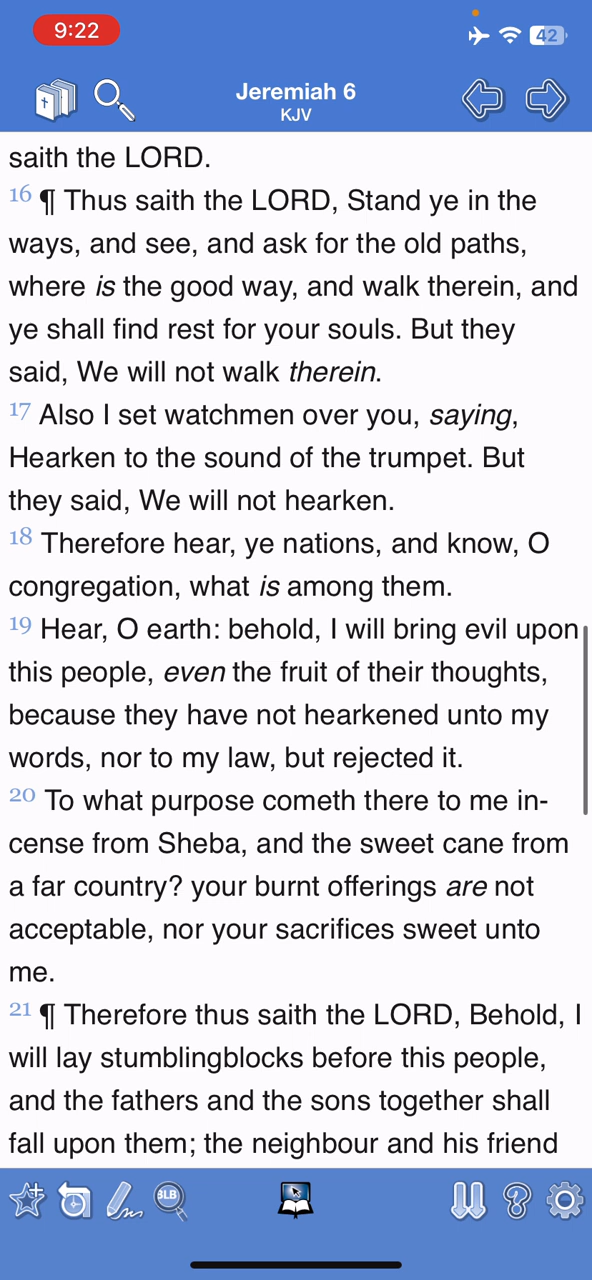 9:22
42
Jeremiah 6
KJV
saith the LORD.
16 ¶ Thus saith the LORD, Stand ye in the
ways, and see, and ask for the old paths,
where is the good way, and walk therein, and
ye shall find rest for your souls. But they
said, We will not walk therein.
17 Also I set watchmen over you, saying,
Hearken to the sound of the trumpet. But
they said, We will not hearken.
18 Therefore hear, ye nations, and know, O
congregation, what is among them.
19 Hear, O earth: behold, I will bring evil upon
this people, even the fruit of their thoughts,
because they have not hearkened unto my
words, nor to my law, but rejected it.
20 To what purpose cometh there to me in-
cense from Sheba, and the sweet cane from
a far country? your burnt offerings are not
acceptable, nor your sacrifices sweet unto
me.
21 ¶ Therefore thus saith the LORD, Behold, I
will lay stumblingblocks before this people,
and the fathers and the sons together shall
fall upon them; the neighbour and his friend
BLB